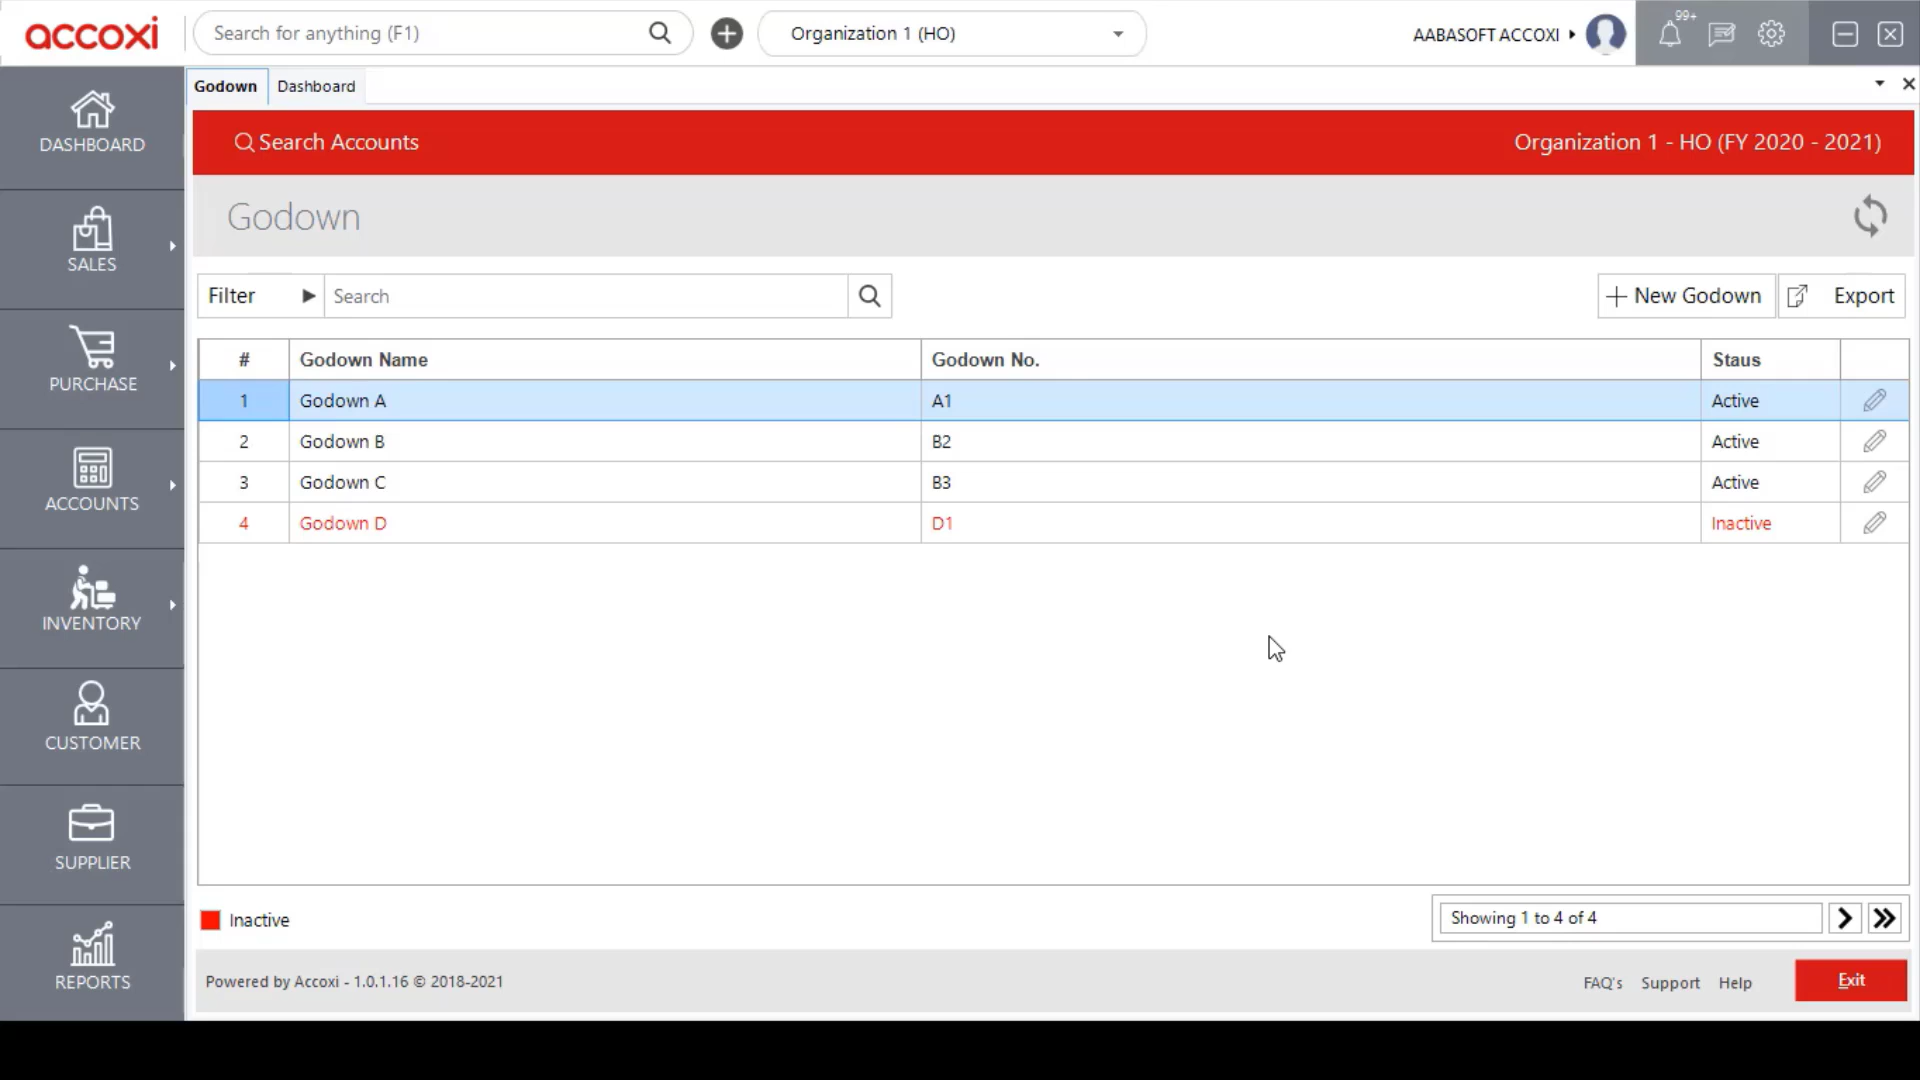 accoxi
Search for anything (F1)
Organization 1 (HO)
AABASOFT ACCOXI
99+
Godown
Dashboard
Search Accounts
Organization 1 - HO (FY 2020 - 2021)
Godown
Filter
Search
New Godown
Export
# Godown Name Godown No. Staus
1 Godown A A1 Active
2 Godown B B2 Active
3 Godown C B3 Active
4 Godown D D1 Inactive
DASHBOARD
SALES
PURCHASE
ACCOUNTS
INVENTORY
CUSTOMER
SUPPLIER
REPORTS
Inactive
Showing 1 to 4 of 4
Powered by Accoxi - 1.0.1.16 © 2018-2021
FAQ's Support Help
Exit